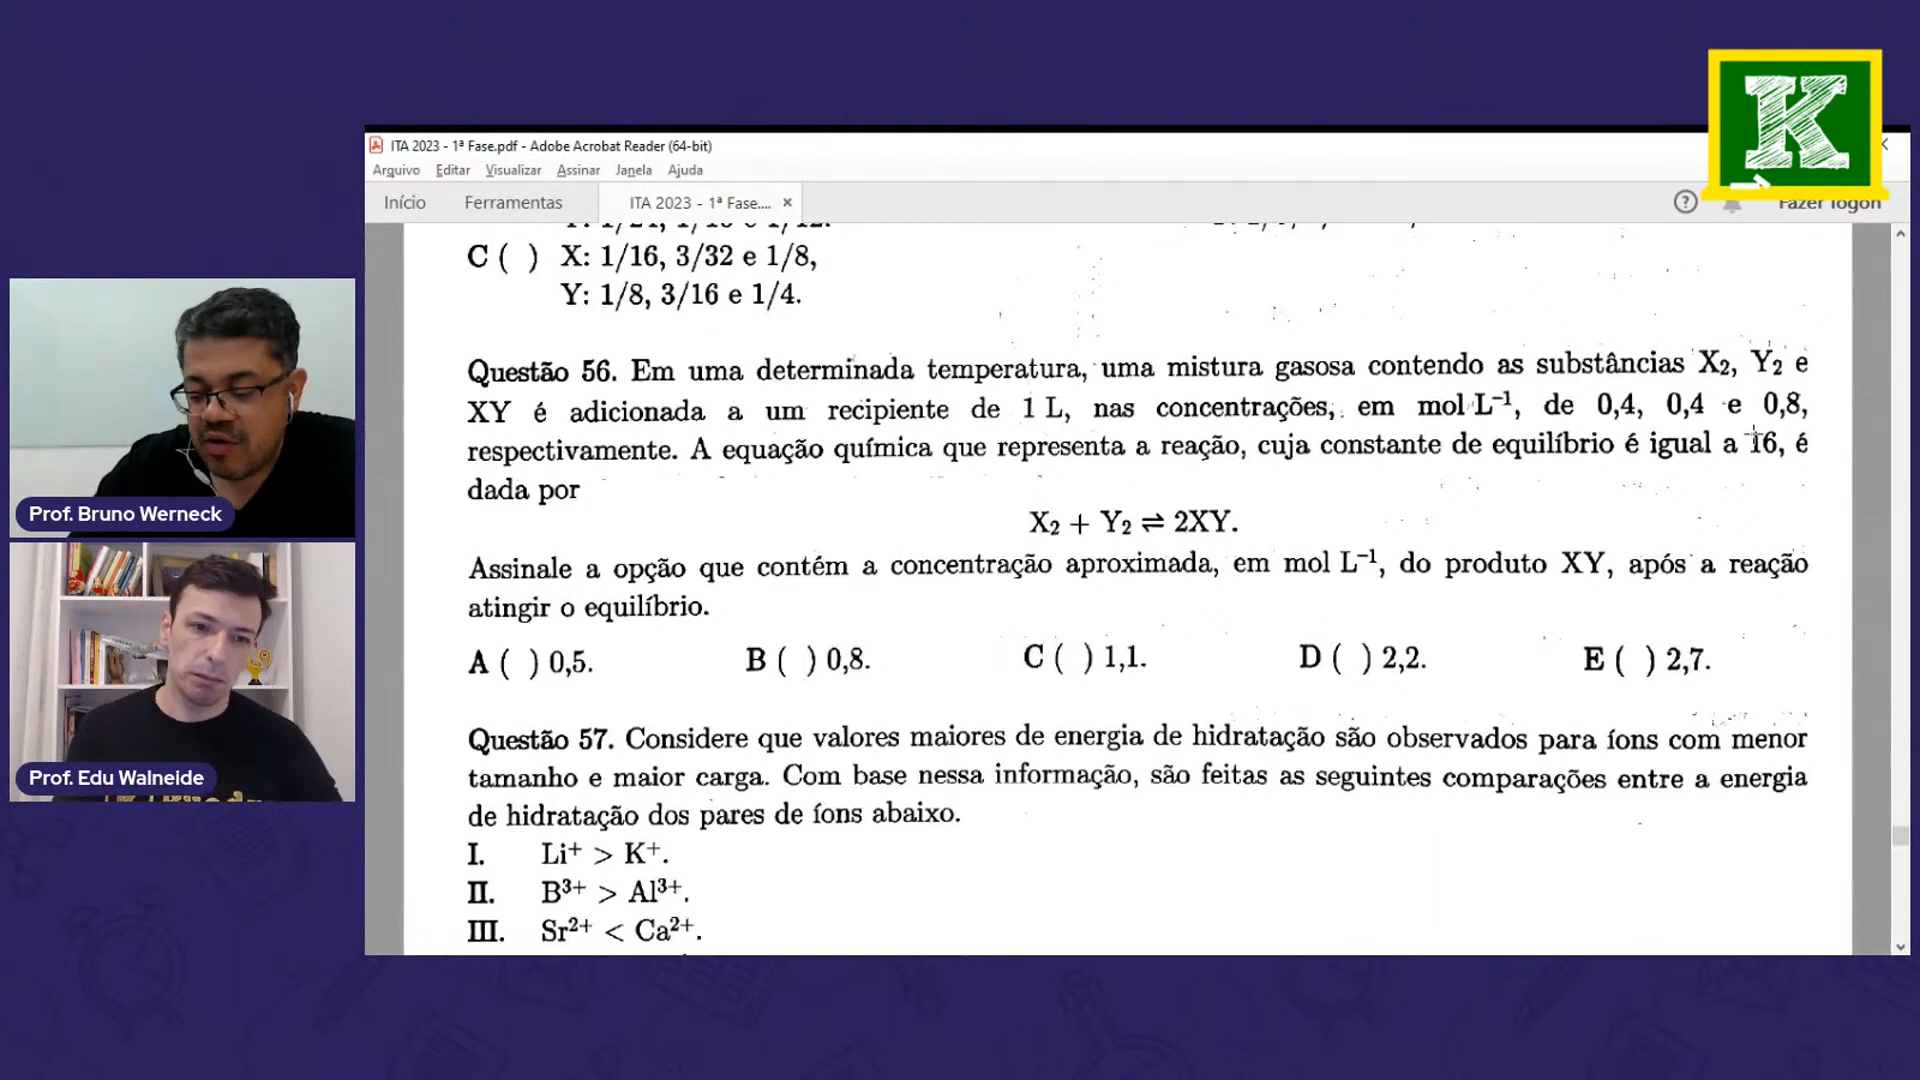 K
ITA 2023 - 1ª Fase.pdf - Adobe Acrobat Reader (64-bit)
Arquivo Editar Visualizar Assinar Janela Ajuda
Início Ferramentas ITA 2023 - 1ª Fase.... × ? Fazer logon
C ( ) X: 1/16, 3/32 e 1/8,
Y: 1/8, 3/16 e 1/4.
Questão 56. Em uma determinada temperatura, uma mistura gasosa contendo as substâncias X₂, Y₂ e
XY é adicionada a um recipiente de 1 L, nas concentrações, em mol L⁻¹, de 0,4, 0,4 e 0,8,
respectivamente. A equação química que representa a reação, cuja constante de equilíbrio é igual a 16, é
dada por
X₂ + Y₂ ⇌ 2XY.
Assinale a opção que contém a concentração aproximada, em mol L⁻¹, do produto XY, após a reação
atingir o equilíbrio.
A ( ) 0,5. B ( ) 0,8. C ( ) 1,1. D ( ) 2,2. E ( ) 2,7.
Questão 57. Considere que valores maiores de energia de hidratação são observados para íons com menor
tamanho e maior carga. Com base nessa informação, são feitas as seguintes comparações entre a energia
de hidratação dos pares de íons abaixo.
I. Li⁺ > K⁺.
II. B³⁺ > Al³⁺.
III. Sr²⁺ < Ca²⁺.
Prof. Bruno Werneck
Prof. Edu Walneide